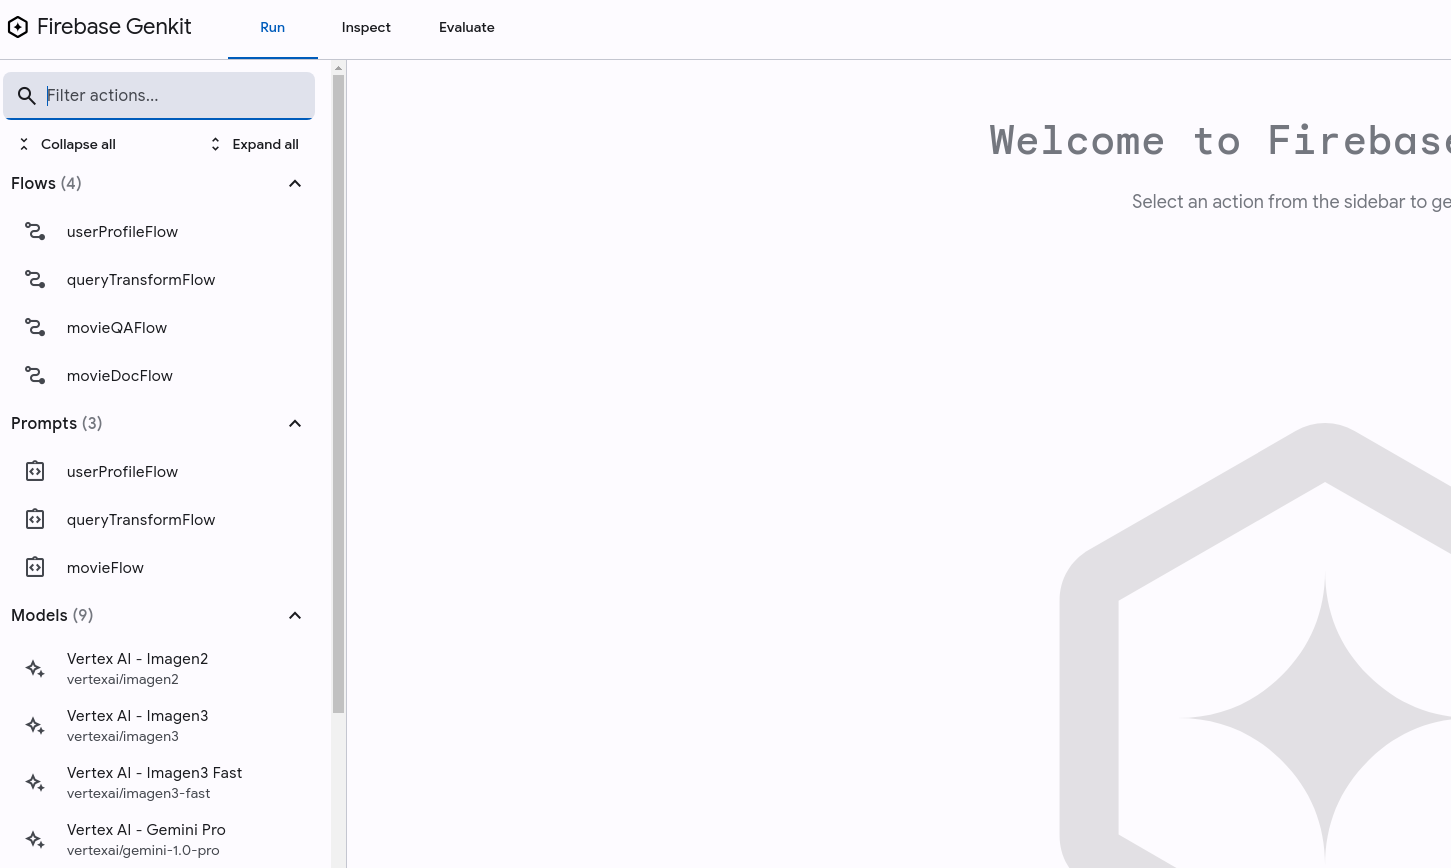 Firebase Genkit
Run Inspect Evaluate
Filter actions...
Collapse all Expand all
Flows (4)
userProfileFlow
queryTransformFlow
movieQAFlow
movieDocFlow
Prompts (3)
userProfileFlow
queryTransformFlow
movieFlow
Models (9)
Vertex AI - Imagen2
vertexai/imagen2
Vertex AI - Imagen3
vertexai/imagen3
Vertex AI - Imagen3 Fast
vertexai/imagen3-fast
Vertex AI - Gemini Pro
vertexai/gemini-1.0-pro
Welcome to Firebase
Select an action from the sidebar to ge